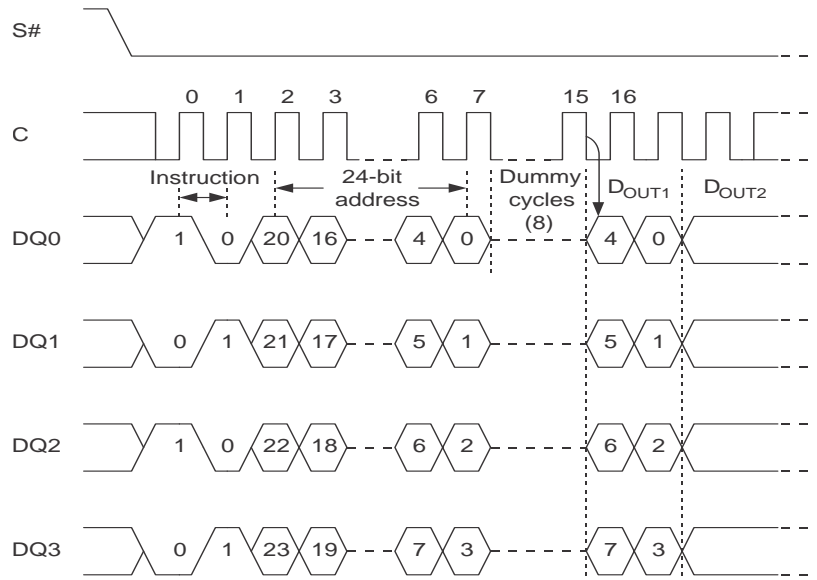 S#
0 1 2 3 6 7 15 16
C
Instruction 24-bit address Dummy cycles (8) DOUT1 DOUT2
DQ0 1 0 20 16 4 0 4 0
DQ1 0 1 21 17 5 1 5 1
DQ2 1 0 22 18 6 2 6 2
DQ3 0 1 23 19 7 3 7 3